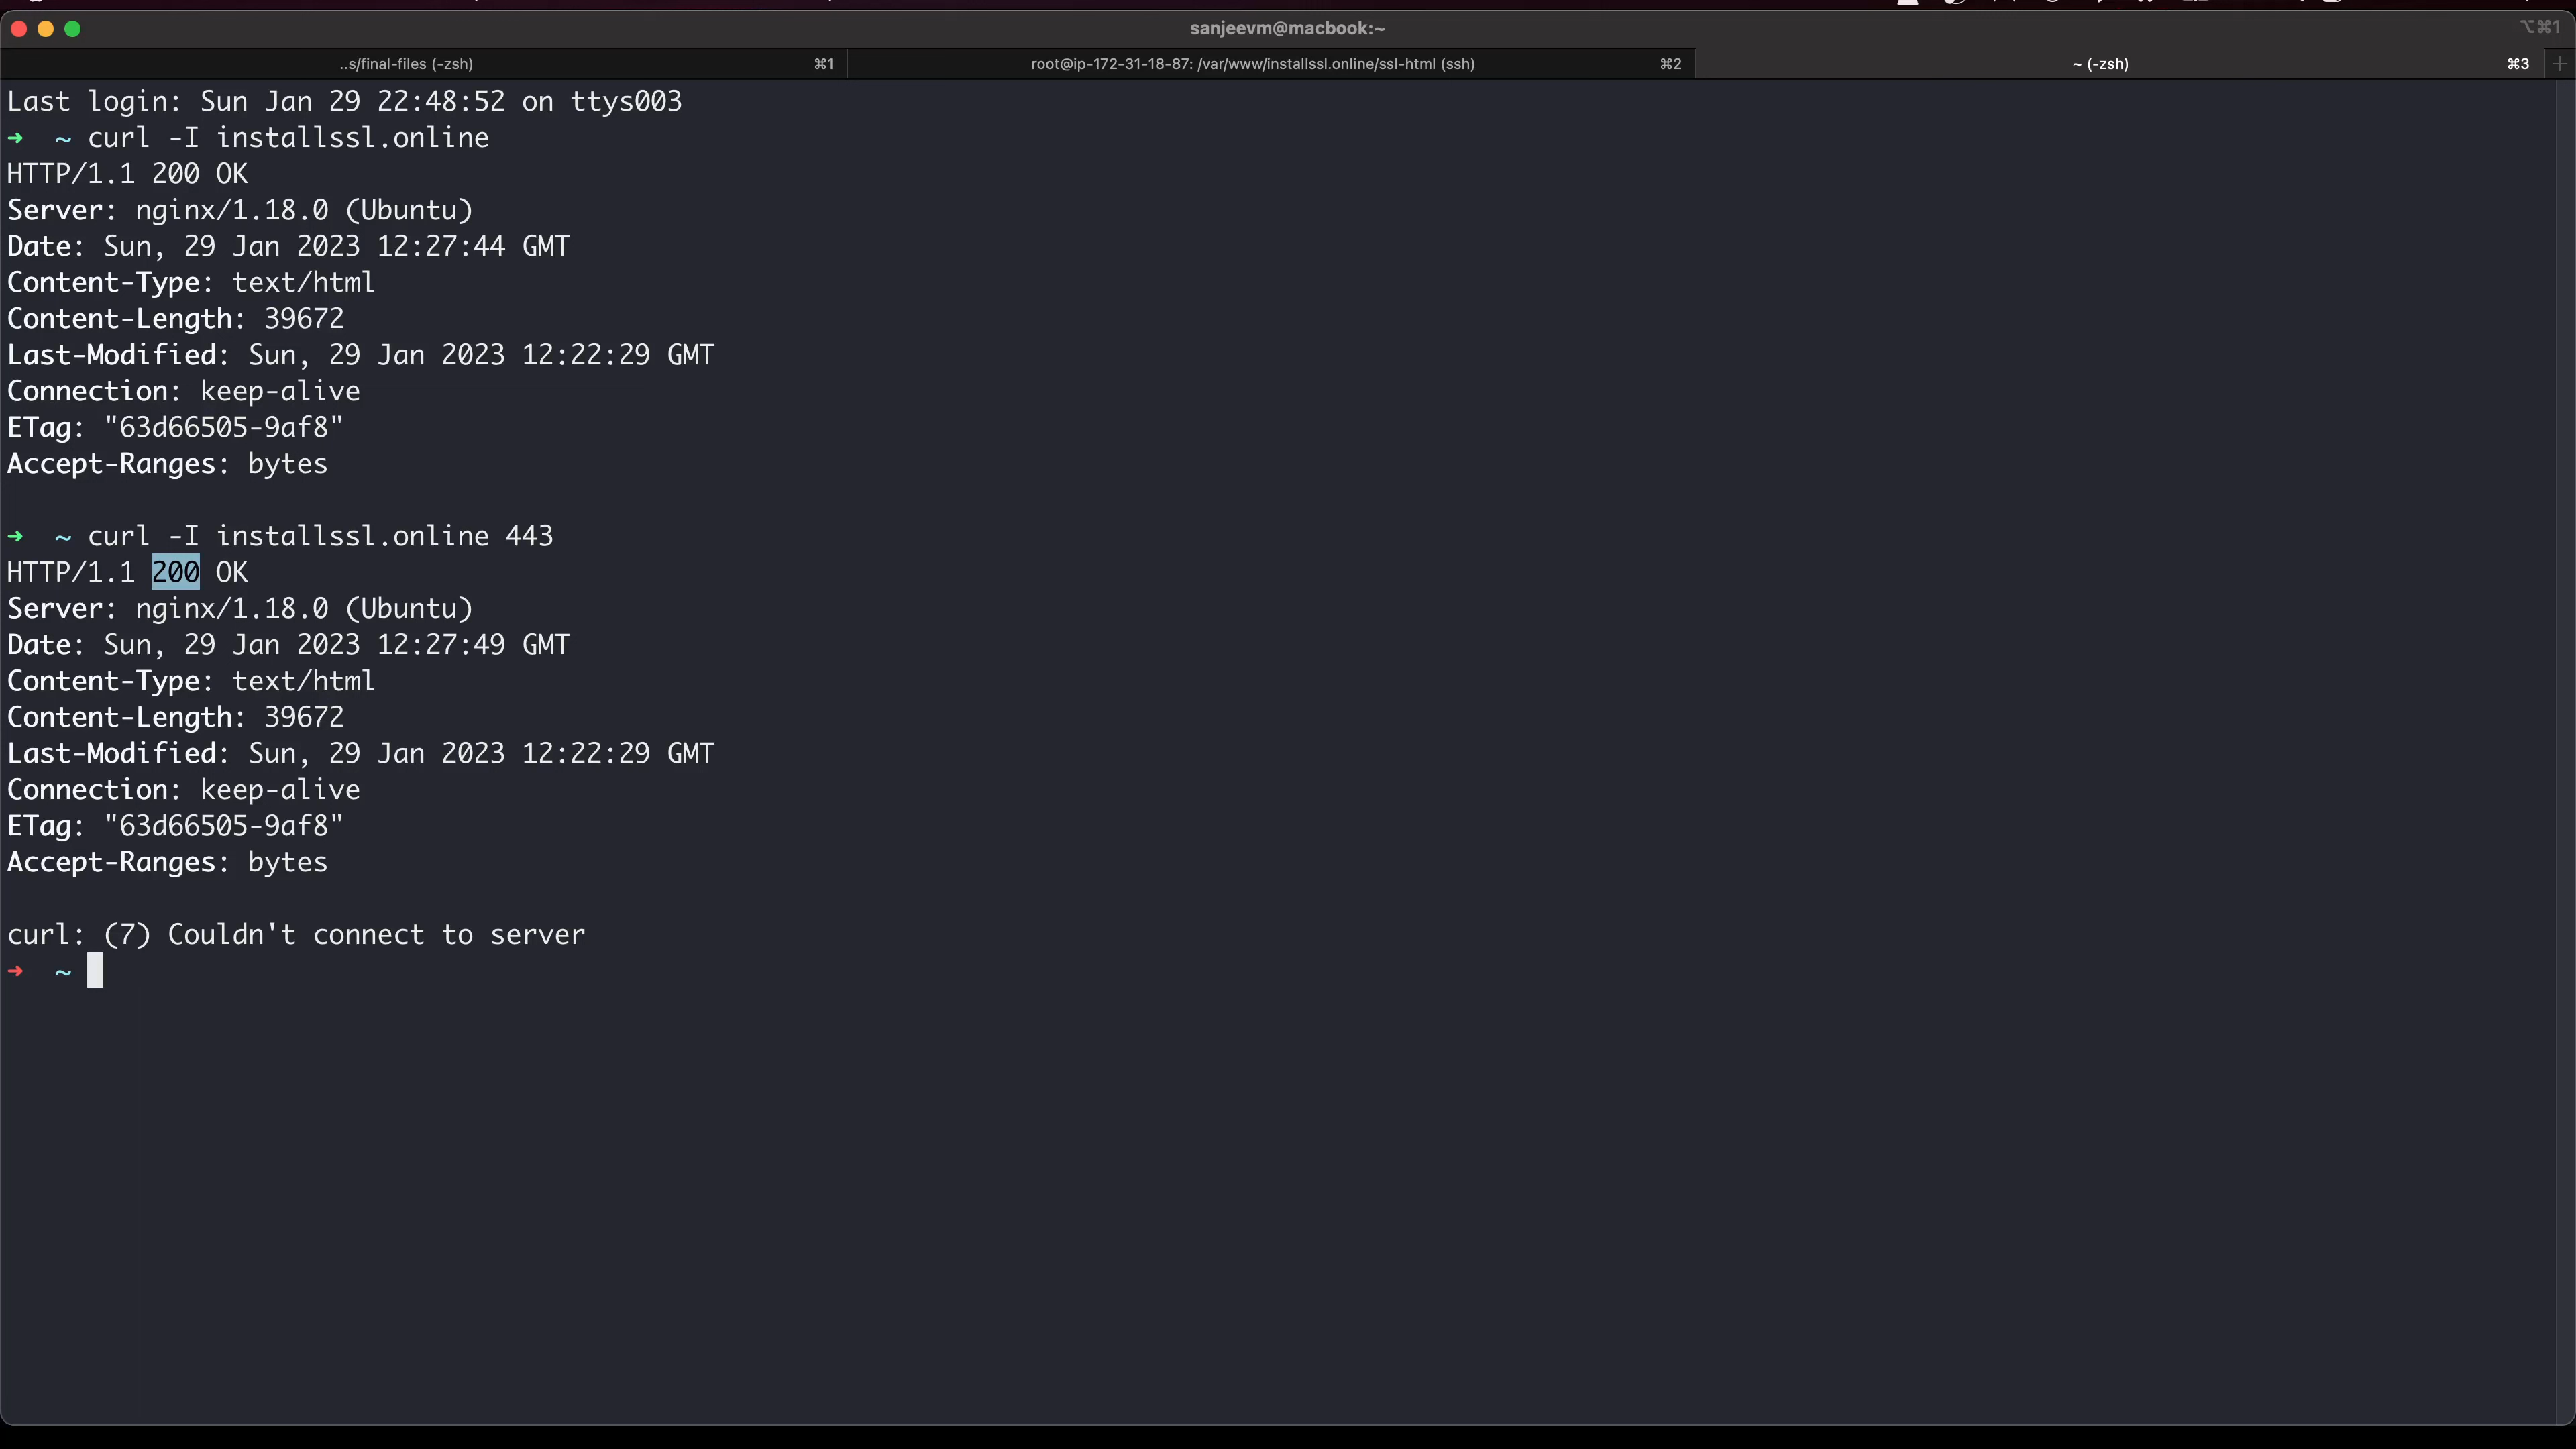 sanjeevm@macbook:~
⌥⌘1
..s/final-files (-zsh) ⌘1
root@ip-172-31-18-87: /var/www/installssl.online/ssl-html (ssh) ⌘2
~ (-zsh) ⌘3
Last login: Sun Jan 29 22:48:52 on ttys003
➜ ~ curl -I installssl.online
HTTP/1.1 200 OK
Server: nginx/1.18.0 (Ubuntu)
Date: Sun, 29 Jan 2023 12:27:44 GMT
Content-Type: text/html
Content-Length: 39672
Last-Modified: Sun, 29 Jan 2023 12:22:29 GMT
Connection: keep-alive
ETag: "63d66505-9af8"
Accept-Ranges: bytes
➜ ~ curl -I installssl.online 443
HTTP/1.1 200 OK
Server: nginx/1.18.0 (Ubuntu)
Date: Sun, 29 Jan 2023 12:27:49 GMT
Content-Type: text/html
Content-Length: 39672
Last-Modified: Sun, 29 Jan 2023 12:22:29 GMT
Connection: keep-alive
ETag: "63d66505-9af8"
Accept-Ranges: bytes
curl: (7) Couldn't connect to server
➜ ~